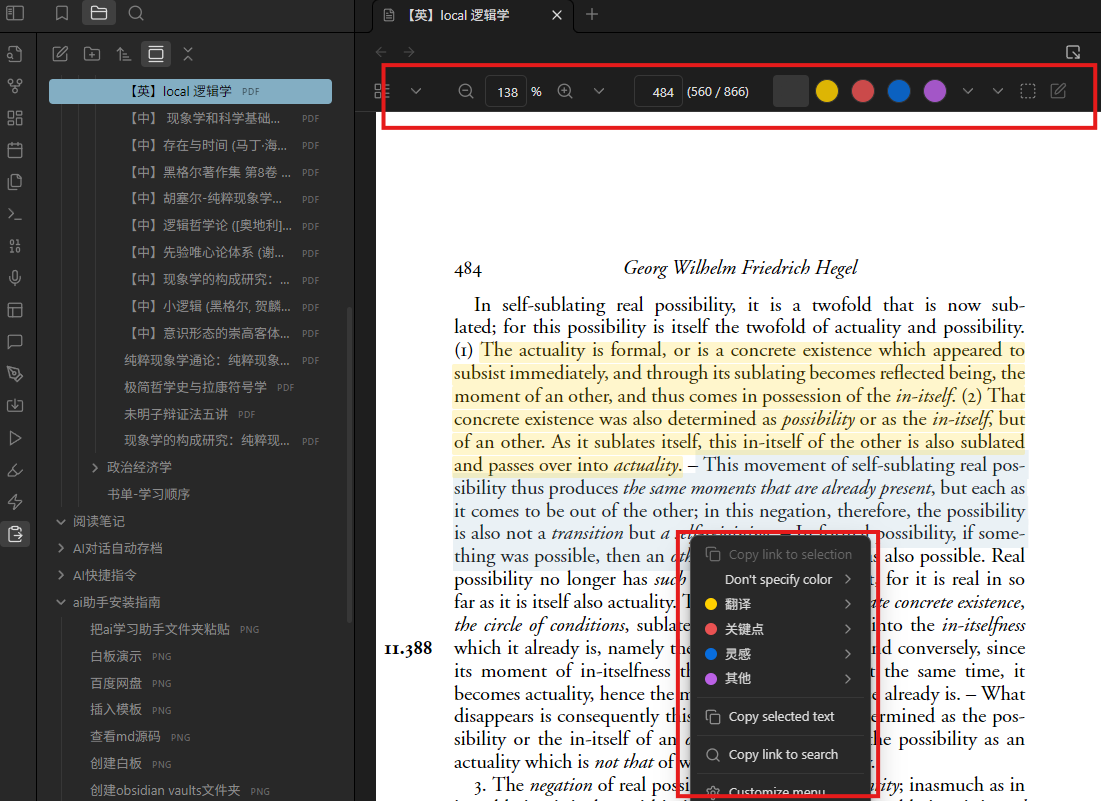 【英】local 逻辑学
138 %
484 (560 / 866)
【英】local 逻辑学 PDF
【中】 现象学和科学基础... PDF
【中】存在与时间 (马丁·海... PDF
【中】黑格尔著作集 第8卷 ... PDF
【中】胡塞尔-纯粹现象学... PDF
【中】逻辑哲学论 ([奥地利]... PDF
【中】先验唯心论体系 (谢... PDF
【中】现象学的构成研究：... PDF
【中】小逻辑 (黑格尔, 贺麟... PDF
【中】意识形态的崇高客体... PDF
纯粹现象学通论：纯粹现象... PDF
极简哲学史与拉康符号学 PDF
未明子辩证法五讲 PDF
现象学的构成研究：纯粹现... PDF
政治经济学
书单-学习顺序
阅读笔记
AI对话自动存档
AI快捷指令
ai助手安装指南
把ai学习助手文件夹粘贴 PNG
白板演示 PNG
百度网盘 PNG
插入模板 PNG
查看md源码 PNG
创建白板 PNG
创建obsidian vaults文件夹 PNG
484 Georg Wilhelm Friedrich Hegel
In self-sublating real possibility, it is a twofold that is now sub-
lated; for this possibility is itself the twofold of actuality and possibility.
(1) The actuality is formal, or is a concrete existence which appeared to
subsist immediately, and through its sublating becomes reflected being, the
moment of an other, and thus comes in possession of the in-itself. (2) That
concrete existence was also determined as possibility or as the in-itself, but
of an other. As it sublates itself, this in-itself of the other is also sublated
and passes over into actuality. – This movement of self-sublating real pos-
sibility thus produces the same moments that are already present, but each as
it comes to be out of the other; in this negation, therefore, the possibility
is also not a transition but a
possibility, if some-
thing was possible, then an
also possible. Real
possibility no longer has such
, for it is real in so
far as it is itself also actuality.
concrete existence,
the circle of conditions, sublate
into the in-itselfness
11.388 which it already is, namely the
and conversely, since
its moment of in-itselfness
the same time, it
becomes actuality, hence the
already is. – What
disappears is consequently this
determined as the pos-
sibility or the in-itself of an
the possibility as an
actuality which is not that of
3. The negation of real possi
; inasmuch as in
Copy link to selection
Don't specify color
翻译
关键点
灵感
其他
Copy selected text
Copy link to search
Customize menu